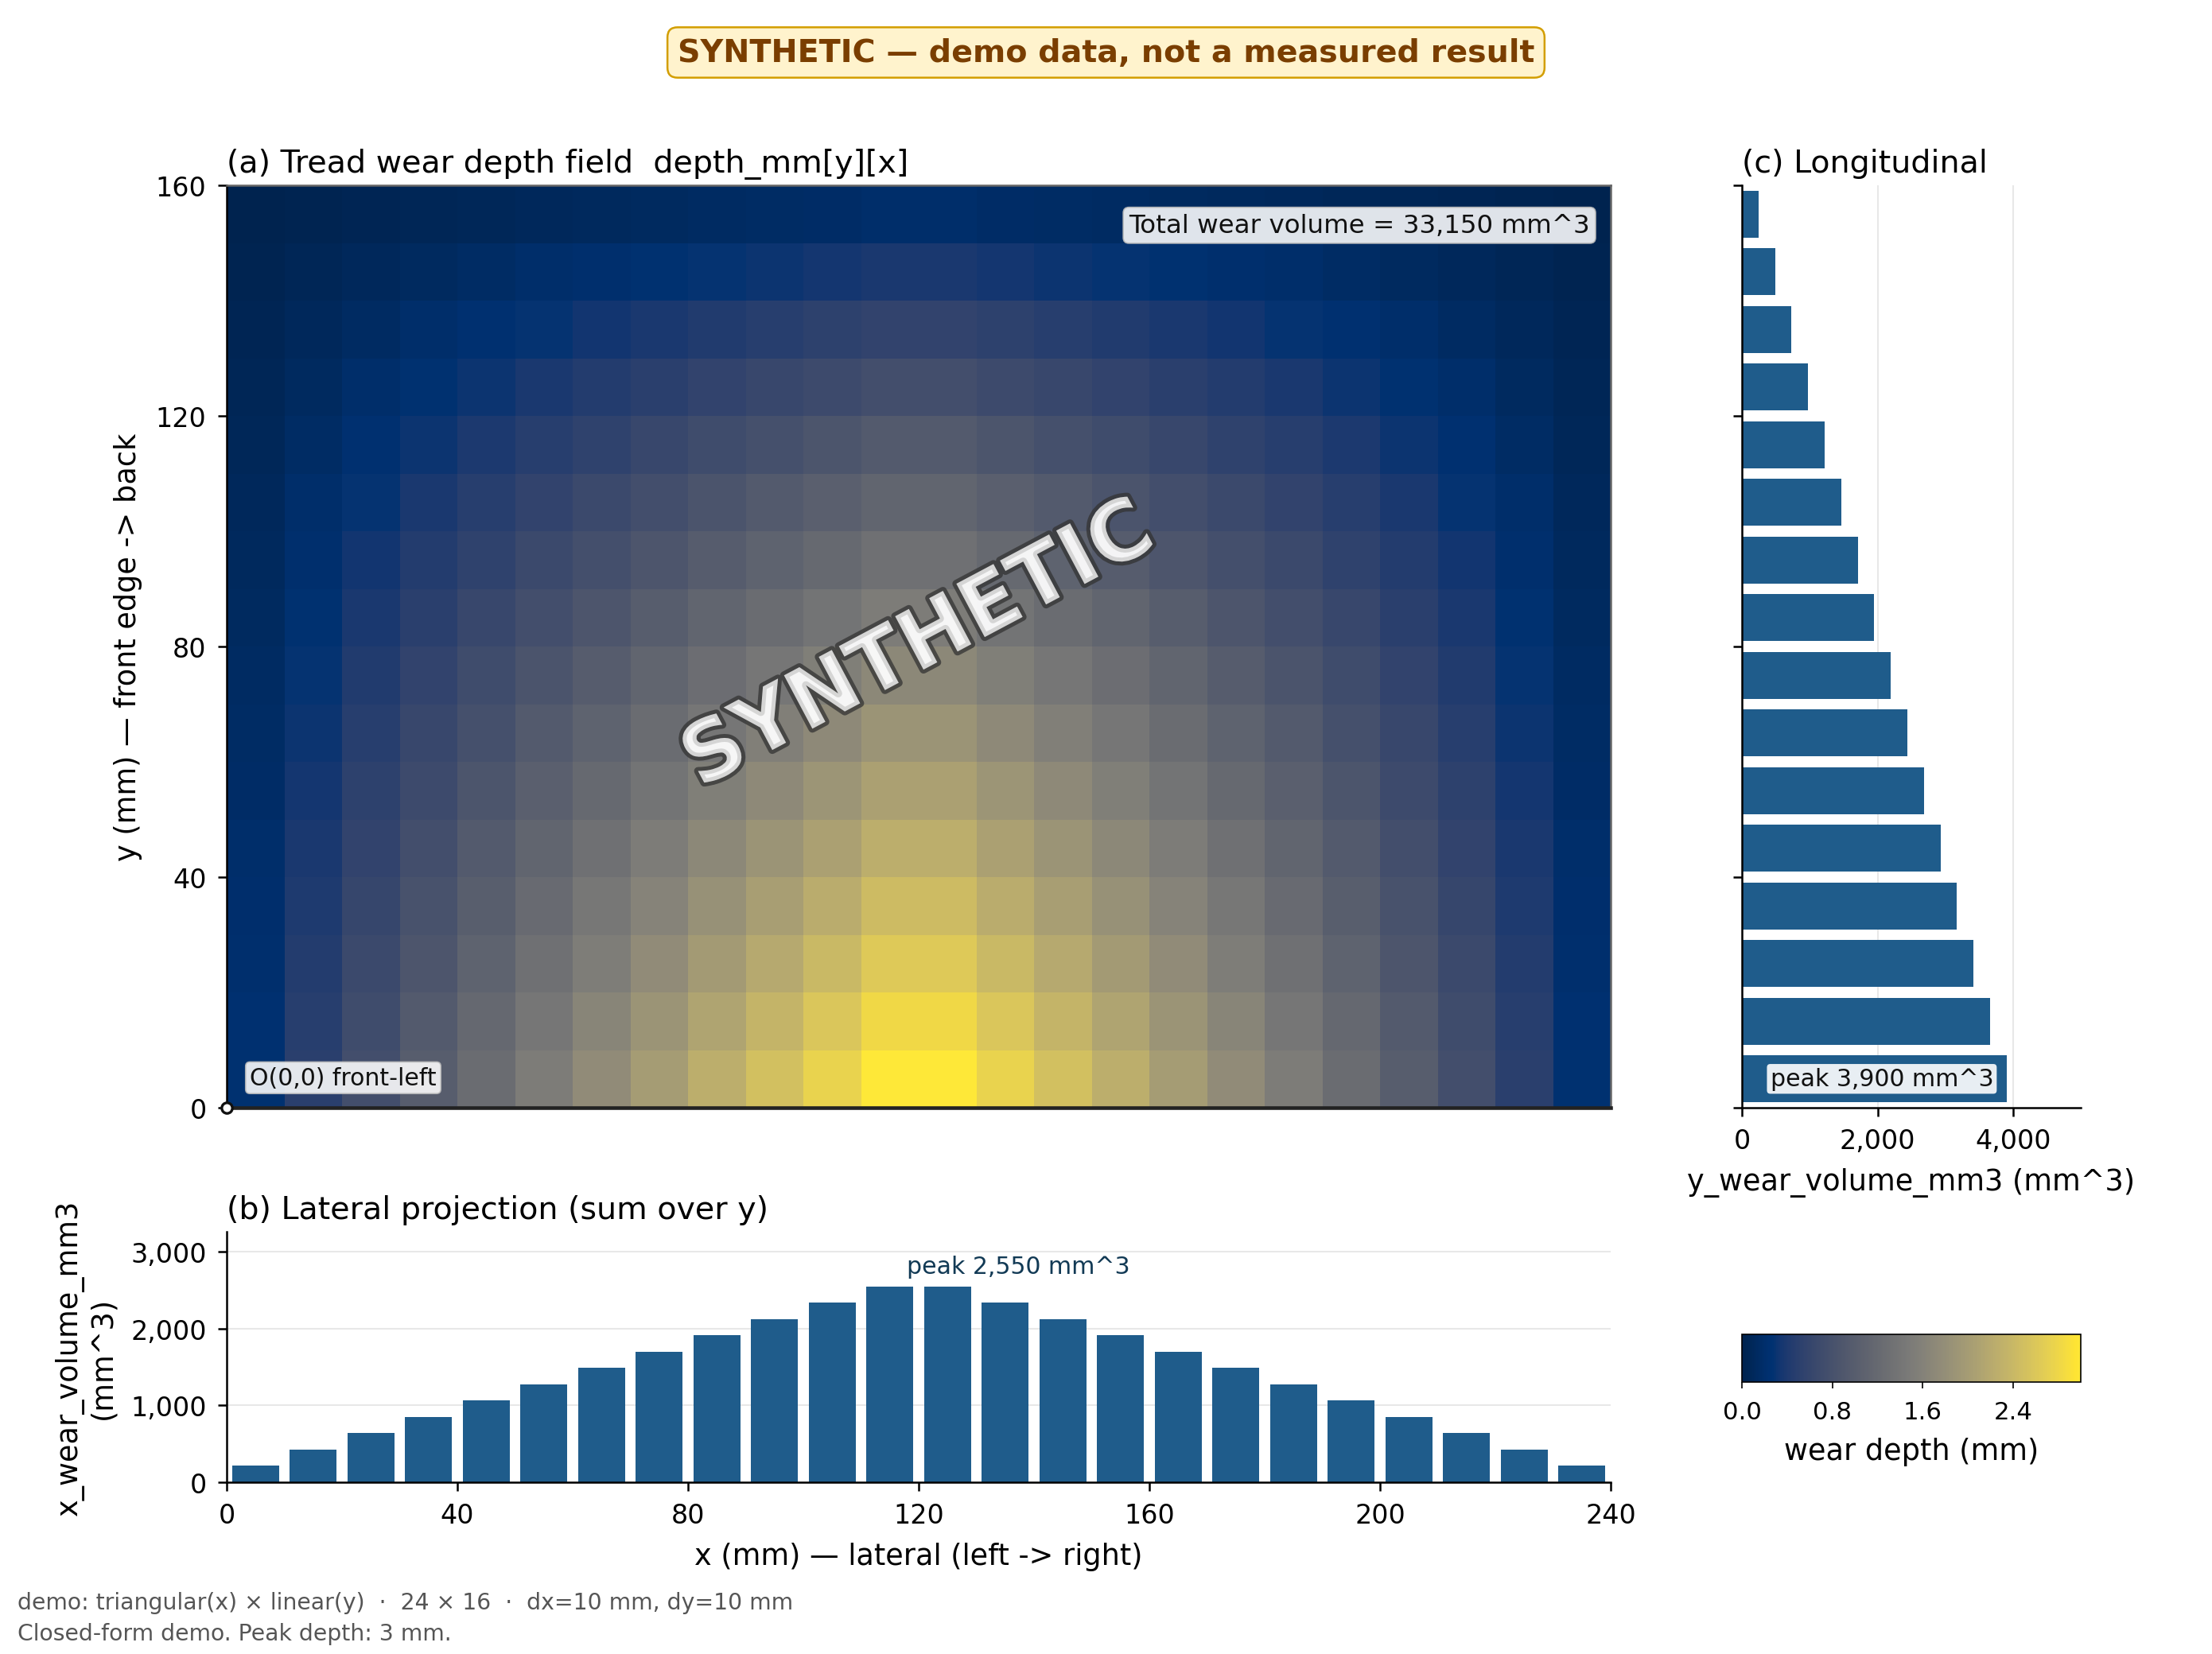 SYNTHETIC — demo data, not a measured result
(a) Tread wear depth field  depth_mm[y][x]
(c) Longitudinal
Total wear volume = 33,150 mm^3
160
120
80
40
0
y (mm) — front edge -> back
SYNTHETIC
O(0,0) front-left
peak 3,900 mm^3
0
2,000
4,000
y_wear_volume_mm3 (mm^3)
(b) Lateral projection (sum over y)
x_wear_volume_mm3
(mm^3)
3,000
2,000
1,000
0
peak 2,550 mm^3
0
40
80
120
160
200
240
x (mm) — lateral (left -> right)
0.0
0.8
1.6
2.4
wear depth (mm)
demo: triangular(x) × linear(y)  ·  24 × 16  ·  dx=10 mm, dy=10 mm
Closed-form demo. Peak depth: 3 mm.